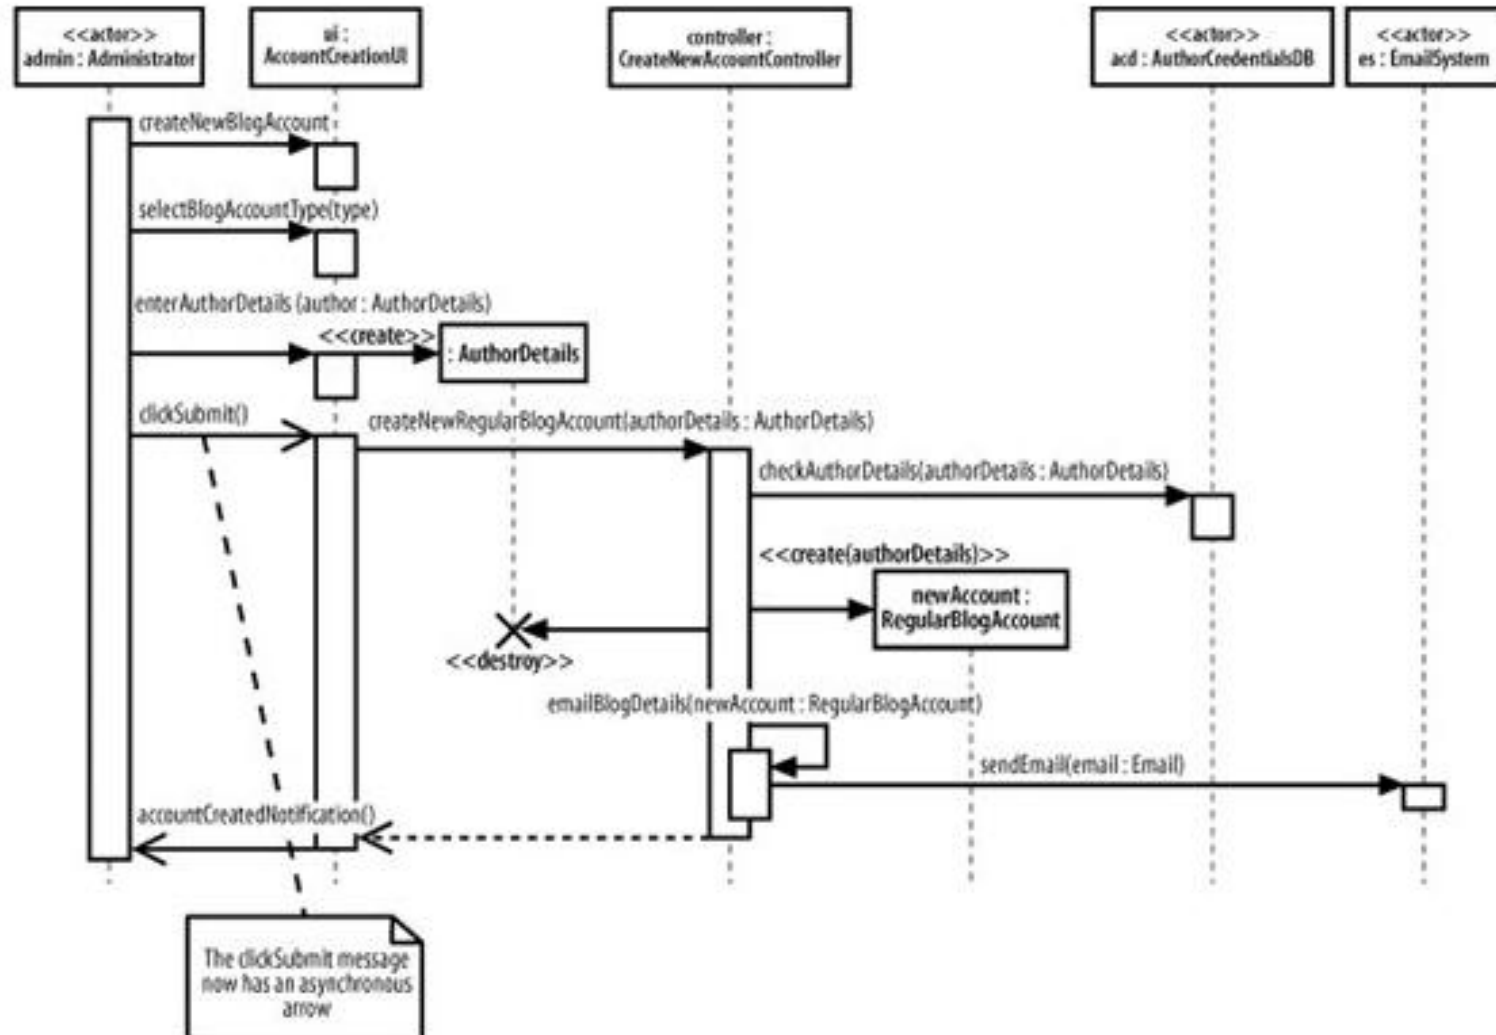 <<actor>>
admin : Administrator
ui :
AccountCreationUI
controller :
CreateNewAccountController
<<actor>>
acd : AuthorCredentialsDB
<<actor>>
es : EmailSystem
createNewBlogAccount
selectBlogAccountType(type)
enterAuthorDetails (author : AuthorDetails)
<<create>>
: AuthorDetails
clickSubmit()
createNewRegularBlogAccount(authorDetails : AuthorDetails)
checkAuthorDetails(authorDetails : AuthorDetails)
<<create(authorDetails)>>
newAccount :
RegularBlogAccount
<<destroy>>
emailBlogDetails(newAccount : RegularBlogAccount)
sendEmail(email : Email)
accountCreatedNotification()
The clickSubmit message
now has an asynchronous
arrow